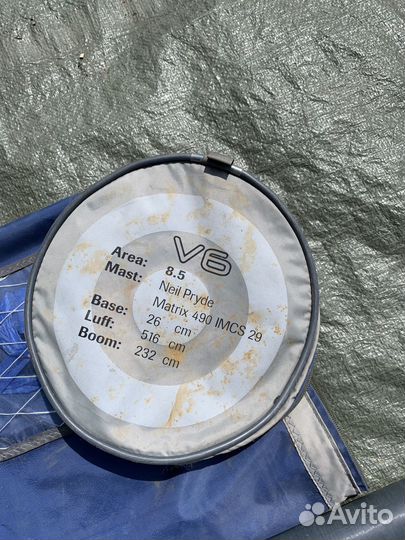 V6
Area: 8.5
Mast: Neil Pryde
Matrix 490 IMCS 29
Base: 26 cm
Luff: 516 cm
Boom: 232 cm
Avito